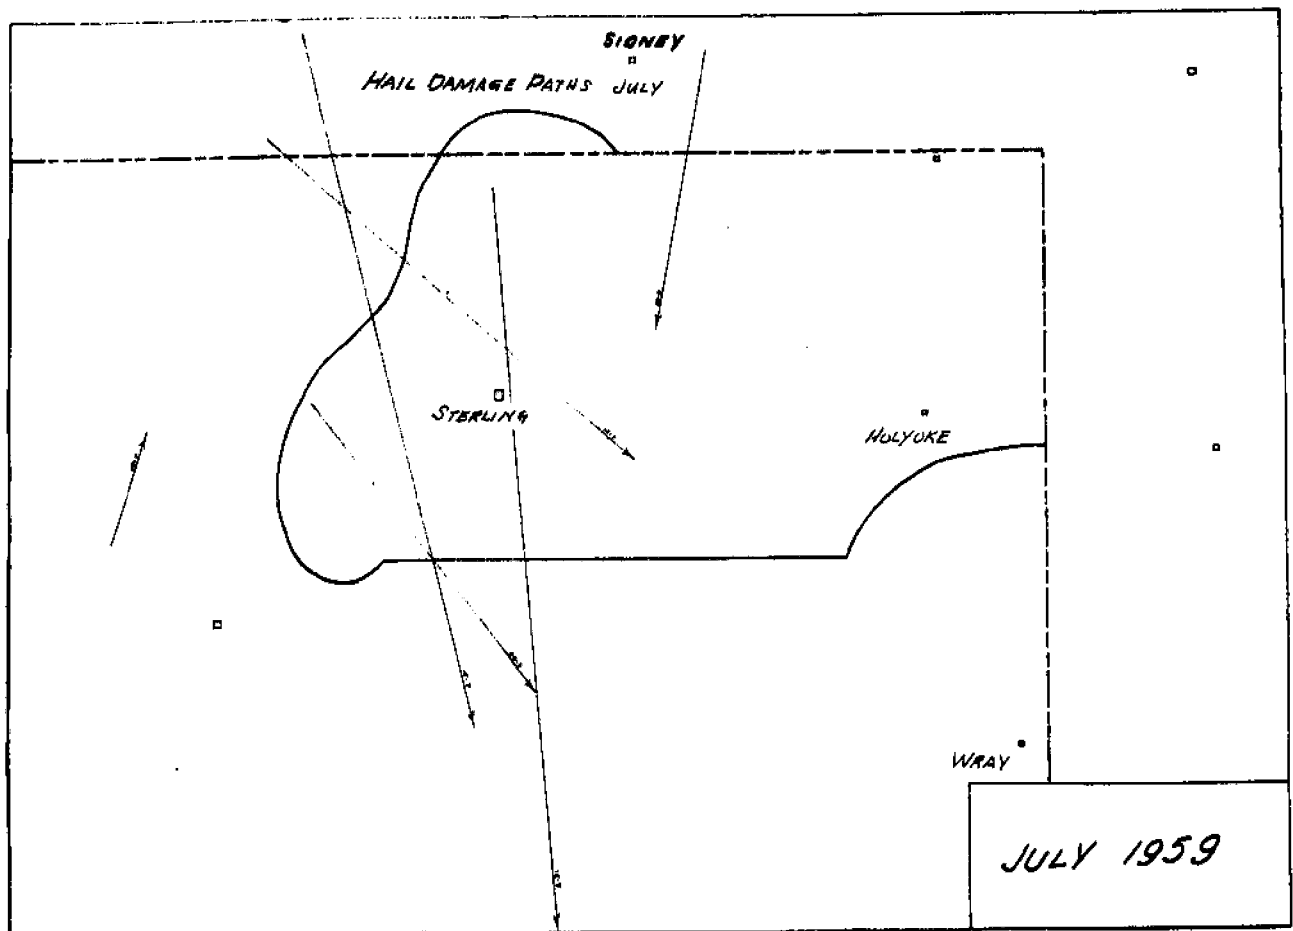 SIDNEY
HAIL DAMAGE PATHS JULY
STERLING
HOLYOKE
WRAY
JULY 1959